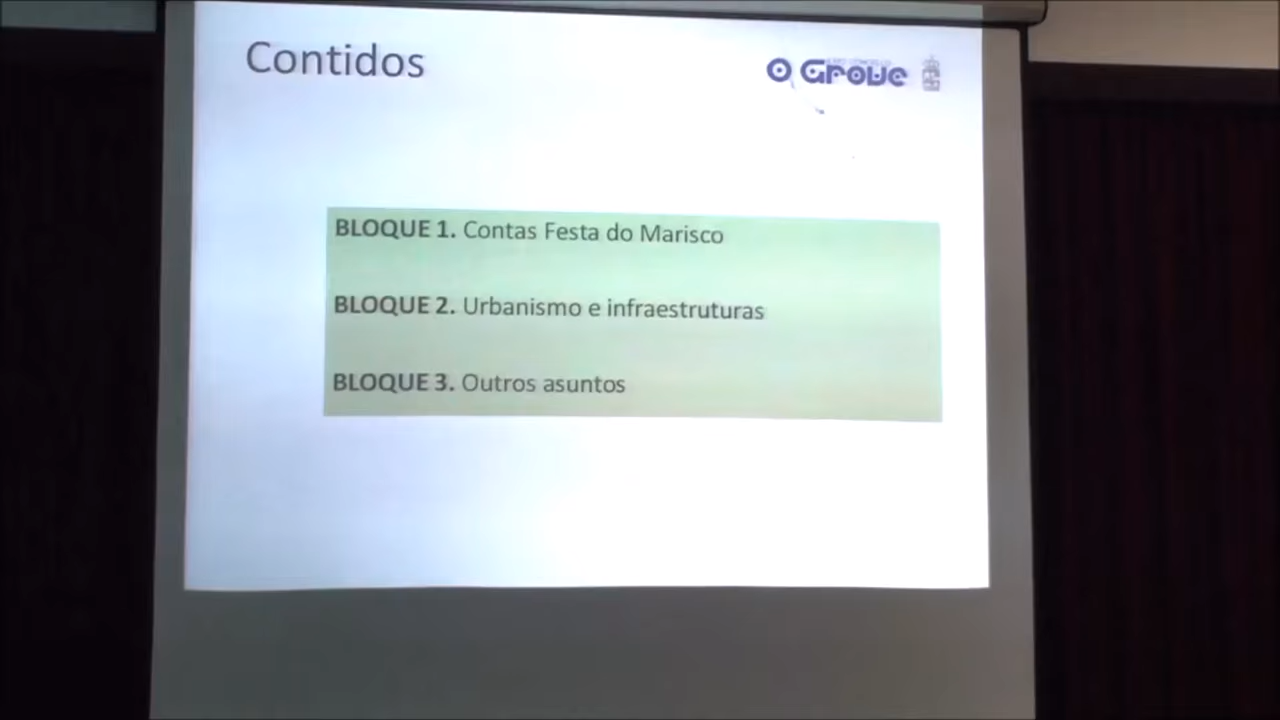 Contidos
O Grove
BLOQUE 1. Contas Festa do Marisco
BLOQUE 2. Urbanismo e infraestruturas
BLOQUE 3. Outros asuntos